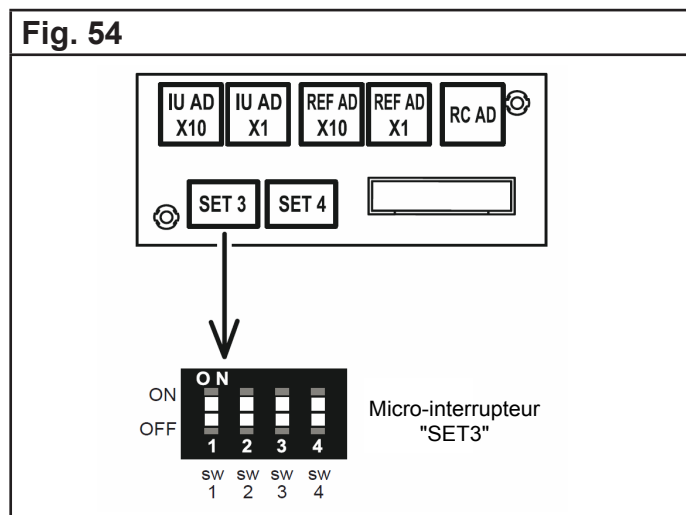 Fig. 54
IU AD X10
IU AD X1
REF AD X10
REF AD X1
RC AD
SET 3
SET 4
ON
ON
OFF
1 2 3 4
sw 1
sw 2
sw 3
sw 4
Micro-interrupteur
"SET3"